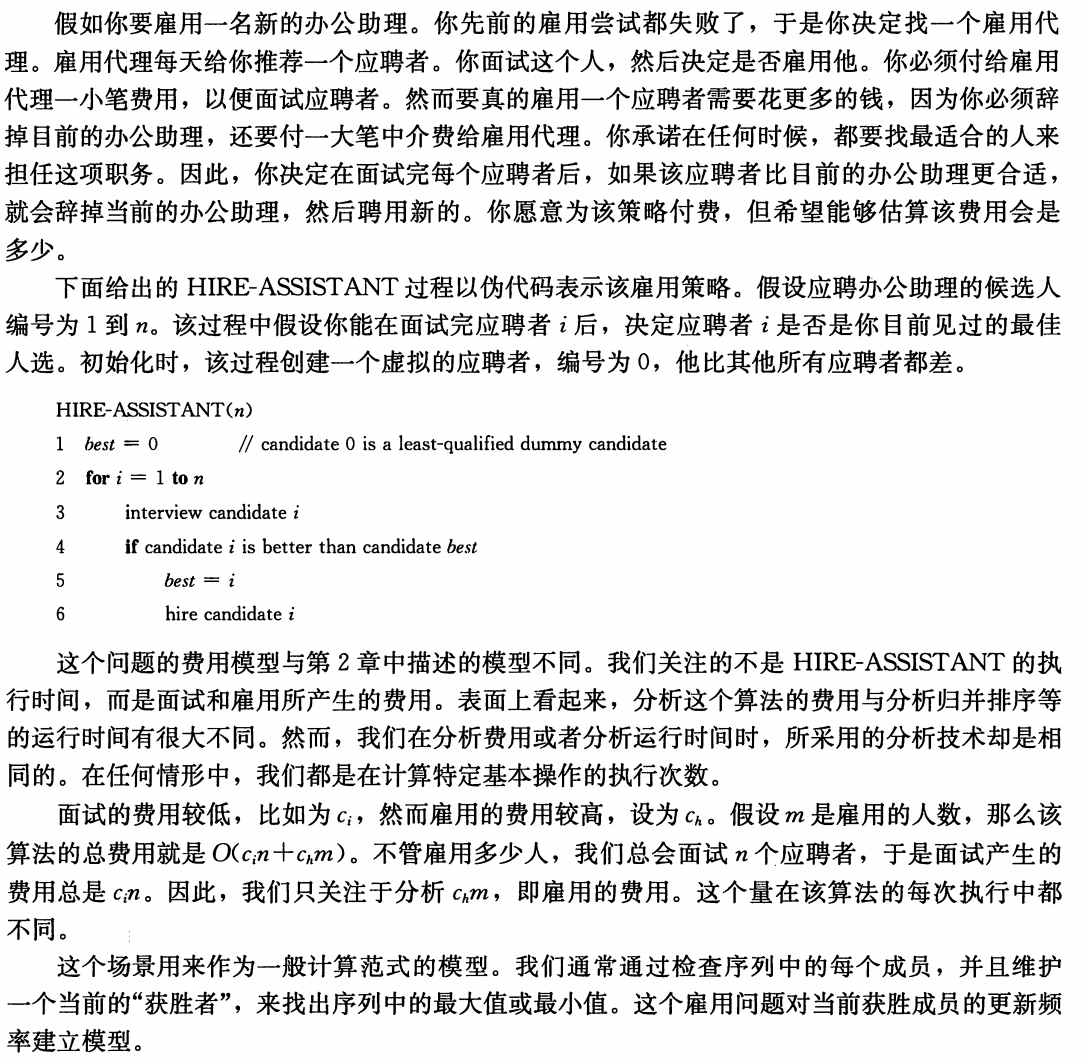 假如你要雇用一名新的办公助理。你先前的雇用尝试都失败了，于是你决定找一个雇用代
理。雇用代理每天给你推荐一个应聘者。你面试这个人，然后决定是否雇用他。你必须付给雇用
代理一小笔费用，以便面试应聘者。然而要真的雇用一个应聘者需要花更多的钱，因为你必须辞
掉目前的办公助理，还要付一大笔中介费给雇用代理。你承诺在任何时候，都要找最适合的人来
担任这项职务。因此，你决定在面试完每个应聘者后，如果该应聘者比目前的办公助理更合适，
就会辞掉当前的办公助理，然后聘用新的。你愿意为该策略付费，但希望能够估算该费用会是
多少。
下面给出的 HIRE-ASSISTANT 过程以伪代码表示该雇用策略。假设应聘办公助理的候选人
编号为 1 到 n。该过程中假设你能在面试完应聘者 i 后，决定应聘者 i 是否是你目前见过的最佳
人选。初始化时，该过程创建一个虚拟的应聘者，编号为 0，他比其他所有应聘者都差。
HIRE-ASSISTANT(n)
1 best = 0 // candidate 0 is a least-qualified dummy candidate
2 for i = 1 to n
3 interview candidate i
4 if candidate i is better than candidate best
5 best = i
6 hire candidate i
这个问题的费用模型与第 2 章中描述的模型不同。我们关注的不是 HIRE-ASSISTANT 的执
行时间，而是面试和雇用所产生的费用。表面上看起来，分析这个算法的费用与分析归并排序等
的运行时间有很大不同。然而，我们在分析费用或者分析运行时间时，所采用的分析技术却是相
同的。在任何情形中，我们都是在计算特定基本操作的执行次数。
面试的费用较低，比如为 cᵢ，然而雇用的费用较高，设为 cₕ。假设 m 是雇用的人数，那么该
算法的总费用就是 O(cᵢn+cₕm)。不管雇用多少人，我们总会面试 n 个应聘者，于是面试产生的
费用总是 cᵢn。因此，我们只关注于分析 cₕm，即雇用的费用。这个量在该算法的每次执行中都
不同。
这个场景用来作为一般计算范式的模型。我们通常通过检查序列中的每个成员，并且维护
一个当前的“获胜者”，来找出序列中的最大值或最小值。这个雇用问题对当前获胜成员的更新频
率建立模型。